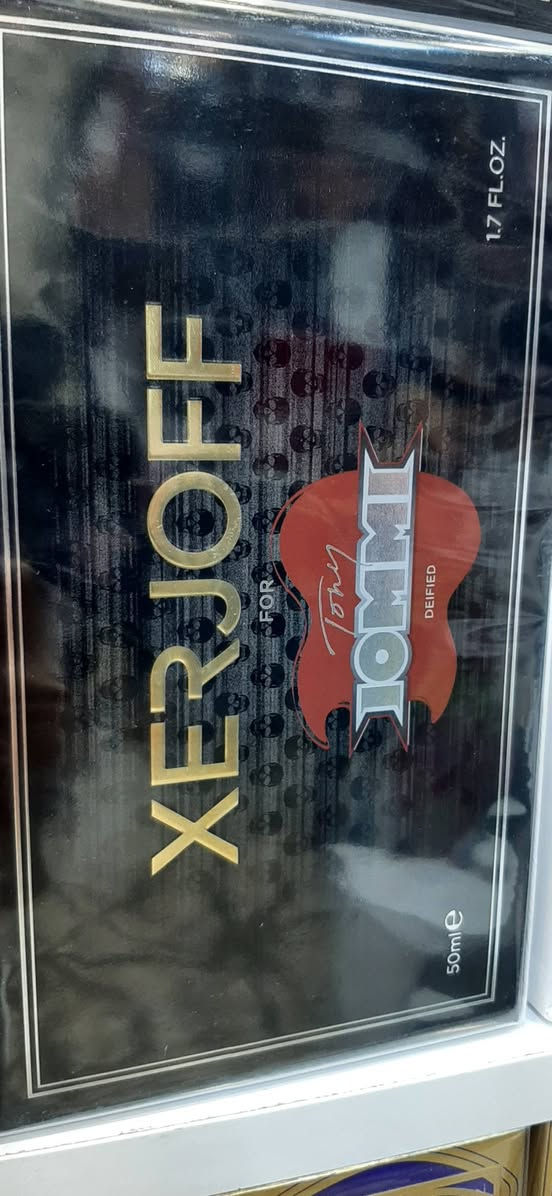 XERJOFF
FOR
Tony
IOMMI
DEIFIED
50ml e
1.7 FL.OZ.